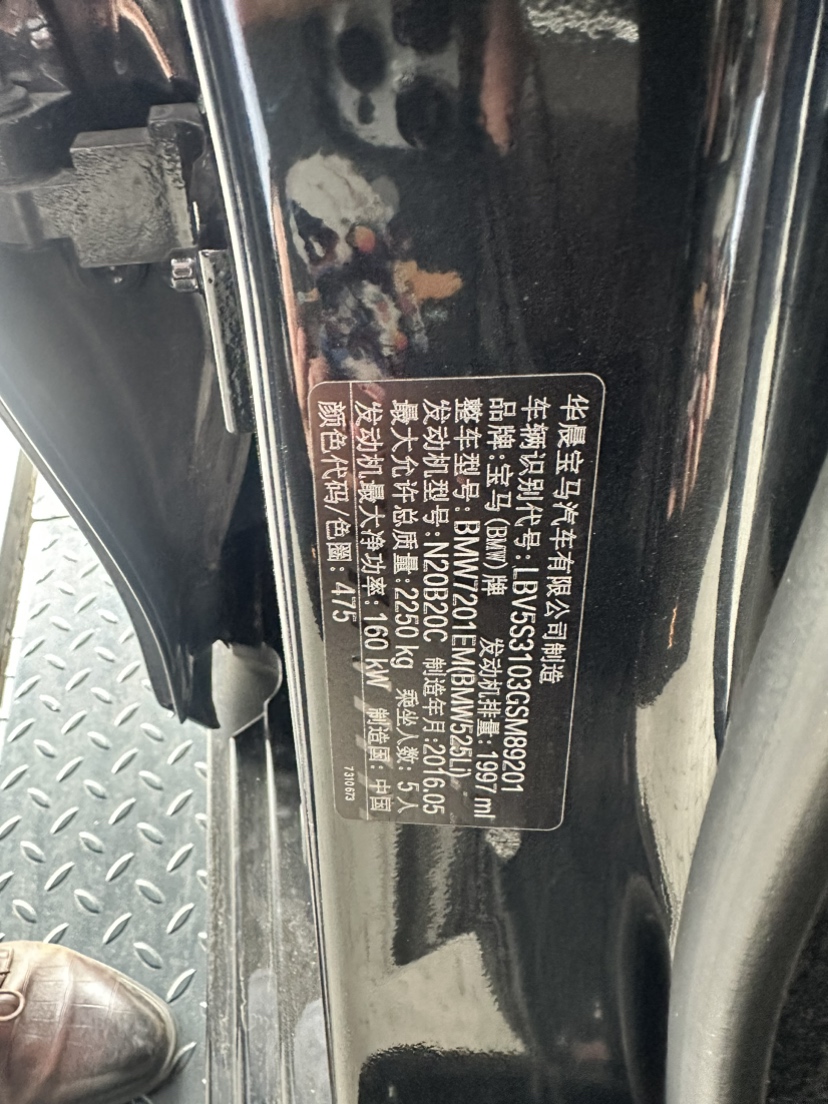 华晨宝马汽车有限公司制造
车辆识别代号:LBV5S3103GSM89201
品牌:宝马(BMW)牌 发动机排量:1997 ml
整车型号:BMW7201EMIBMW525Li)
发动机型号:N20B20C 制造年月:2016.05
最大允许总质量:2250 kg 乘坐人数:5人
发动机最大净功率:160 kW 制造国:中国
颜色代码/色圈:475
7310673